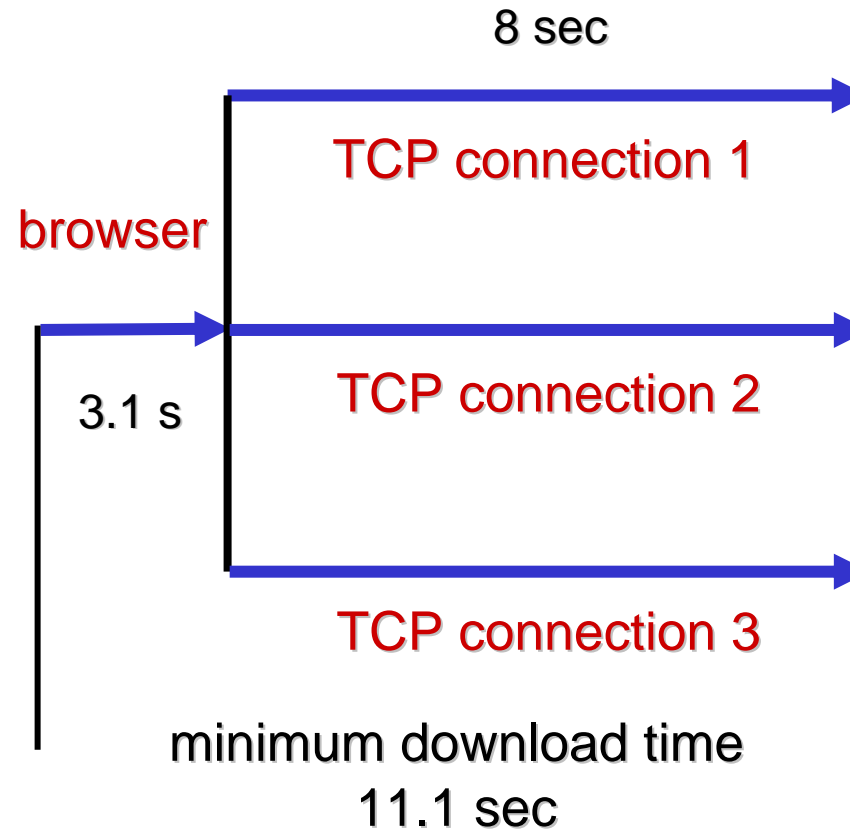 8 sec
TCP connection 1
browser
TCP connection 2
3.1 s
TCP connection 3
minimum download time
11.1 sec